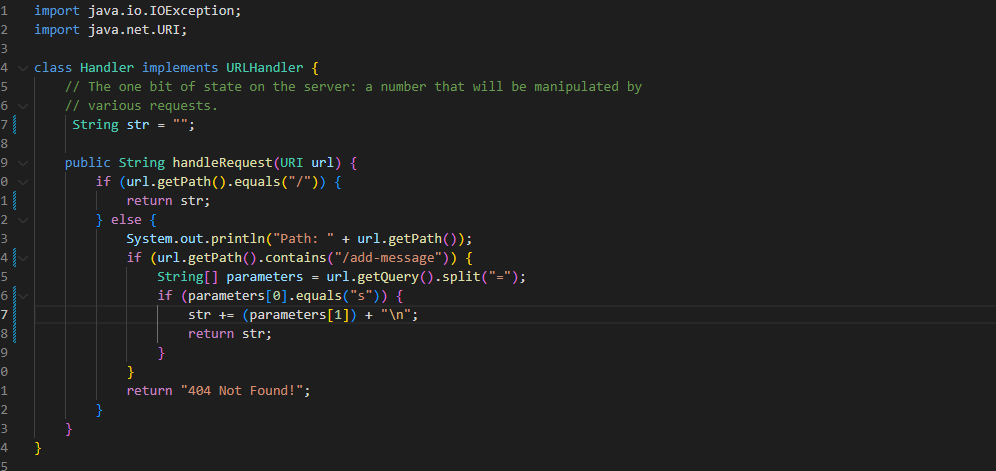 1 import java.io.IOException;
2 import java.net.URI;
3
4 class Handler implements URLHandler {
5 // The one bit of state on the server: a number that will be manipulated by
6 // various requests.
7 String str = "";
8
9 public String handleRequest(URI url) {
0 if (url.getPath().equals("/")) {
1 return str;
2 } else {
3 System.out.println("Path: " + url.getPath());
4 if (url.getPath().contains("/add-message")) {
5 String[] parameters = url.getQuery().split("=");
6 if (parameters[0].equals("s")) {
7 str += (parameters[1]) + "\n";
8 return str;
9 }
0 }
1 return "404 Not Found!";
2 }
3 }
4 }
5